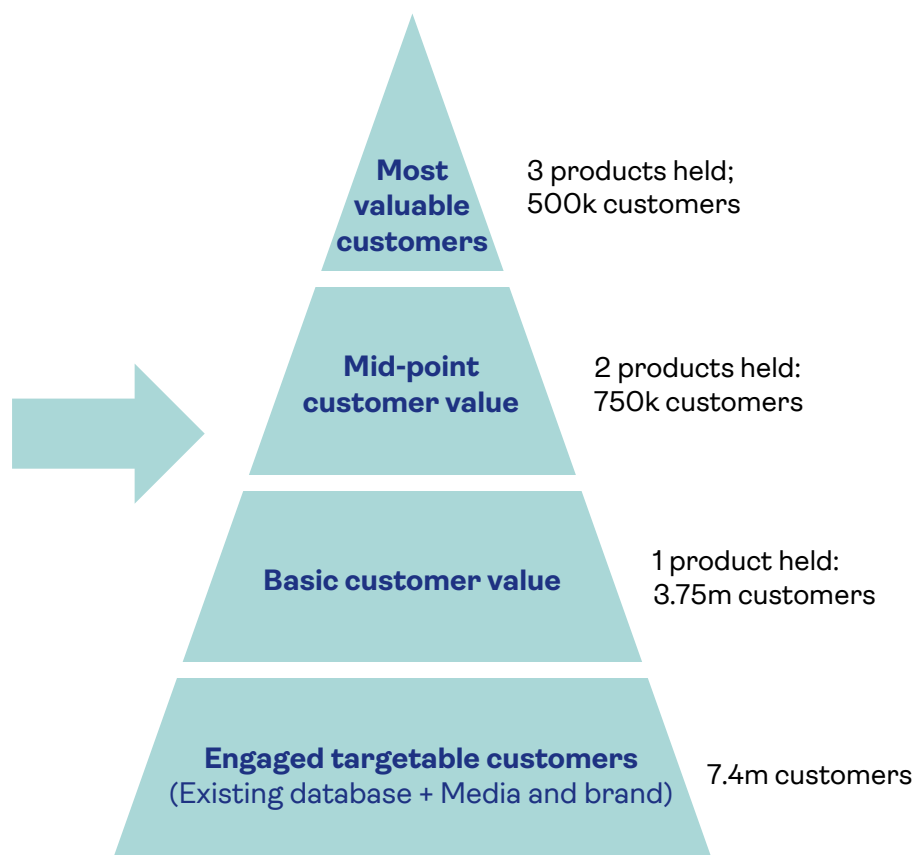 Most
valuable
customers
3 products held;
500k customers
Mid-point
customer value
2 products held:
750k customers
Basic customer value
1 product held:
3.75m customers
Engaged targetable customers
(Existing database + Media and brand)
7.4m customers